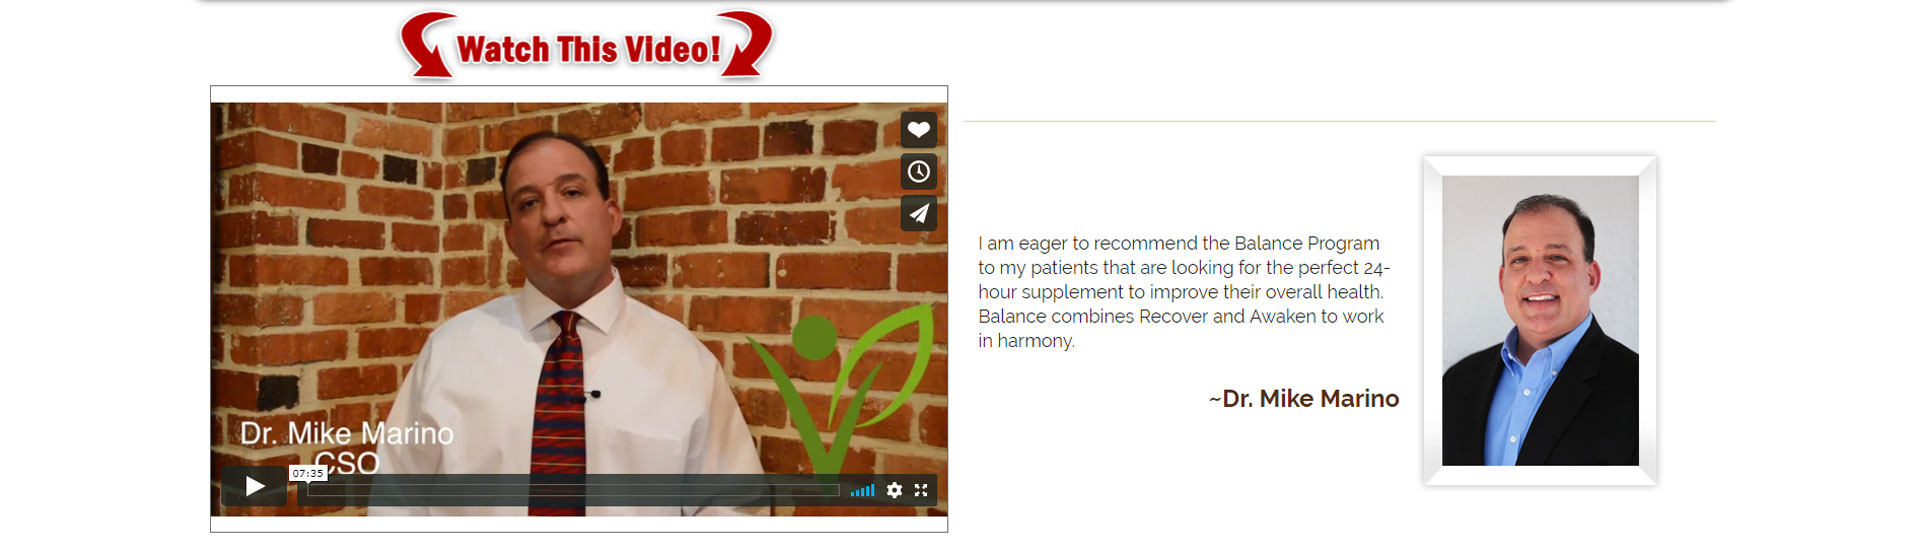 Watch This Video!
Dr. Mike Marino
CSO
07:35
I am eager to recommend the Balance Program
to my patients that are looking for the perfect 24-
hour supplement to improve their overall health.
Balance combines Recover and Awaken to work
in harmony.
~Dr. Mike Marino